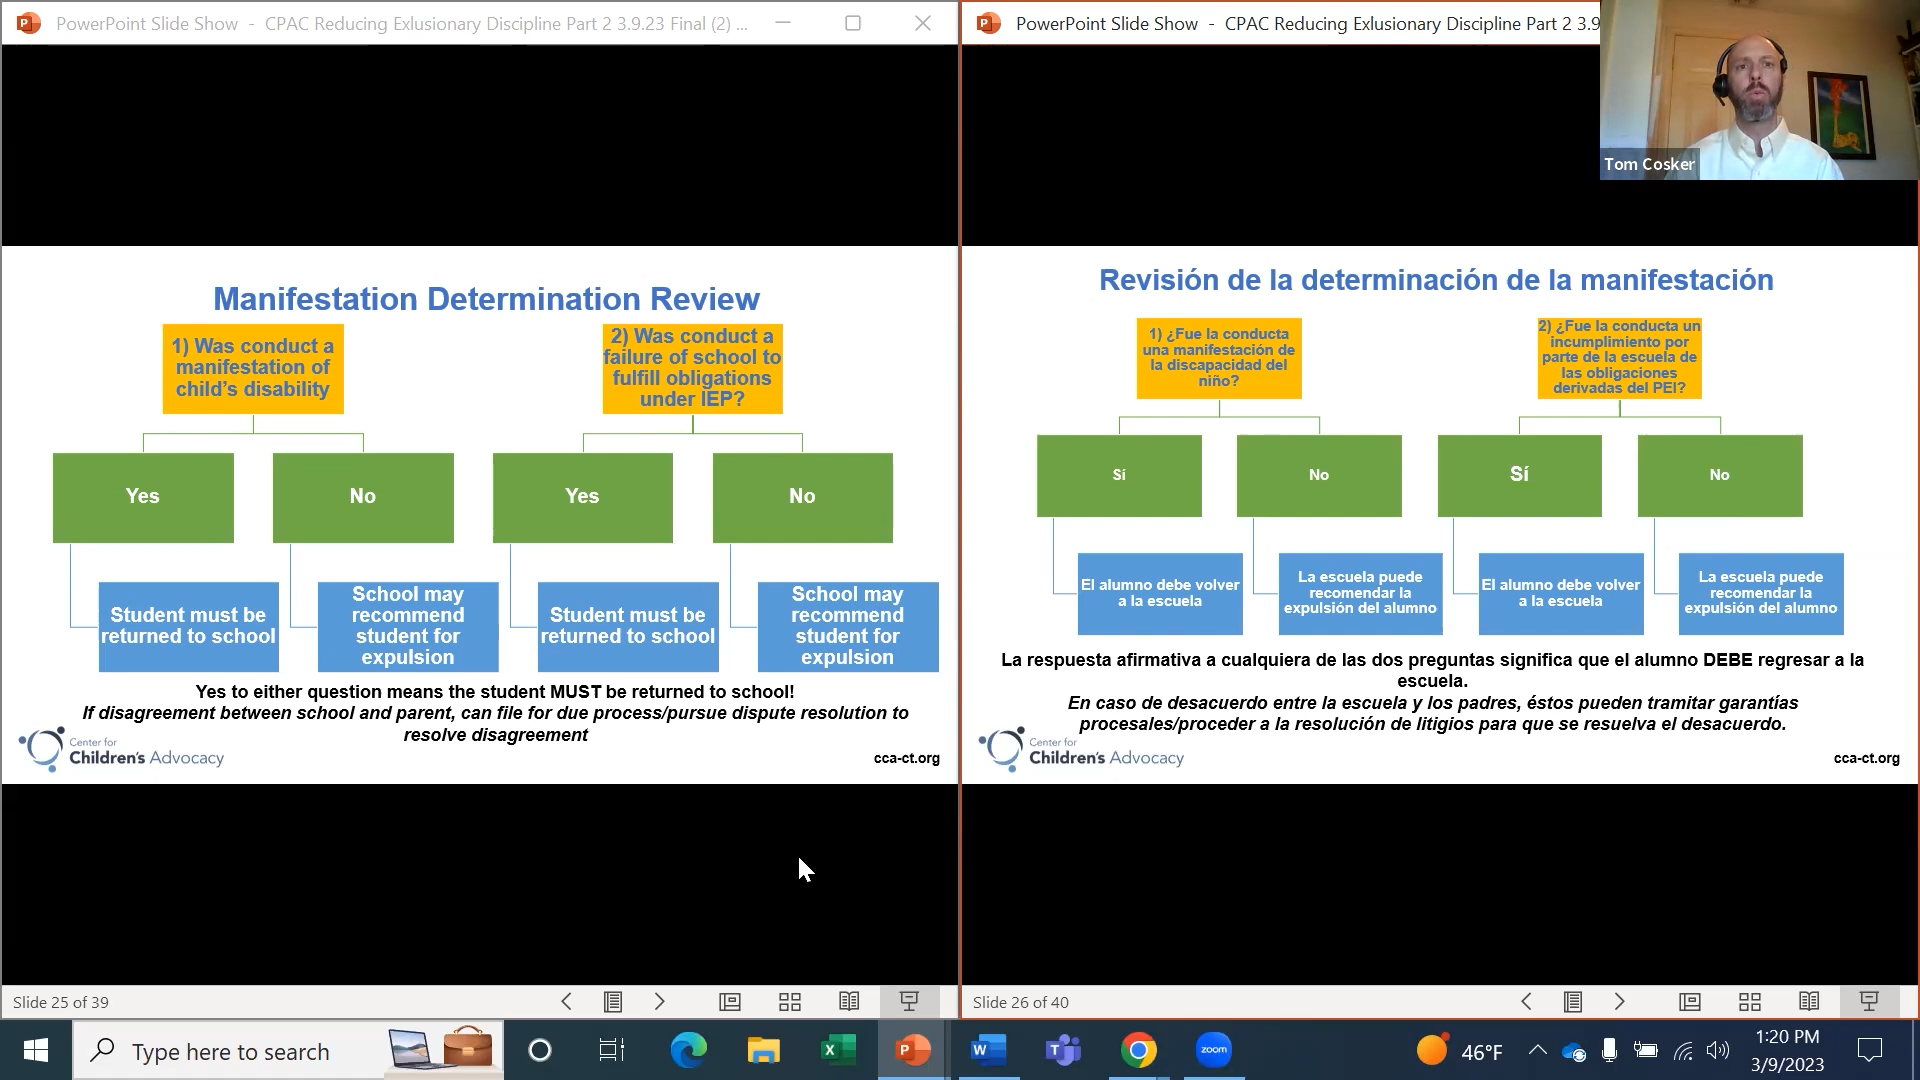 PowerPoint Slide Show - CPAC Reducing Exlusionary Discipline Part 2 3.9.23 Final (2) ...
Manifestation Determination Review
1) Was conduct a
manifestation of
child's disability
2) Was conduct a
failure of school to
fulfill obligations
under IEP?
Yes
No
Yes
No
Student must be
returned to school
School may
recommend
student for
expulsion
Student must be
returned to school
School may
recommend
student for
expulsion
Yes to either question means the student MUST be returned to school!
If disagreement between school and parent, can file for due process/pursue dispute resolution to
resolve disagreement
Center for
Children's Advocacy
cca-ct.org
Slide 25 of 39
PowerPoint Slide Show - CPAC Reducing Exlusionary Discipline Part 2 3.9
Tom Cosker
Revisión de la determinación de la manifestación
1) ¿Fue la conducta
una manifestación de
la discapacidad del
niño?
2) ¿Fue la conducta un
incumplimiento por
parte de la escuela de
las obligaciones
derivadas del PEI?
Sí
No
Sí
No
El alumno debe volver
a la escuela
La escuela puede
recomendar la
expulsión del alumno
El alumno debe volver
a la escuela
La escuela puede
recomendar la
expulsión del alumno
La respuesta afirmativa a cualquiera de las dos preguntas significa que el alumno DEBE regresar a la
escuela.
En caso de desacuerdo entre la escuela y los padres, éstos pueden tramitar garantías
procesales/proceder a la resolución de litigios para que se resuelva el desacuerdo.
Center for
Children's Advocacy
cca-ct.org
Slide 26 of 40
Type here to search
zoom
46°F
1:20 PM
3/9/2023